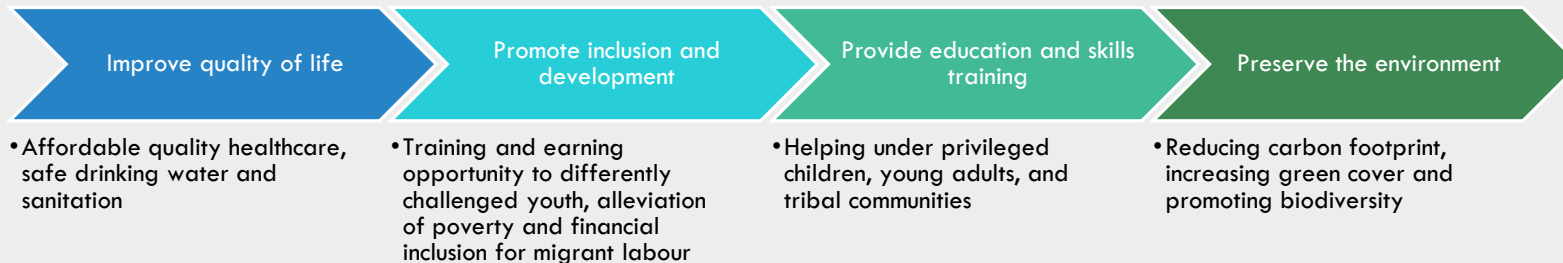 Improve quality of life
Promote inclusion and
development
Provide education and skills
training
Preserve the environment
•Affordable quality healthcare,
safe drinking water and
sanitation
•Training and earning
opportunity to differently
challenged youth, alleviation
of poverty and financial
inclusion for migrant labour
•Helping under privileged
children, young adults, and
tribal communities
•Reducing carbon footprint,
increasing green cover and
promoting biodiversity